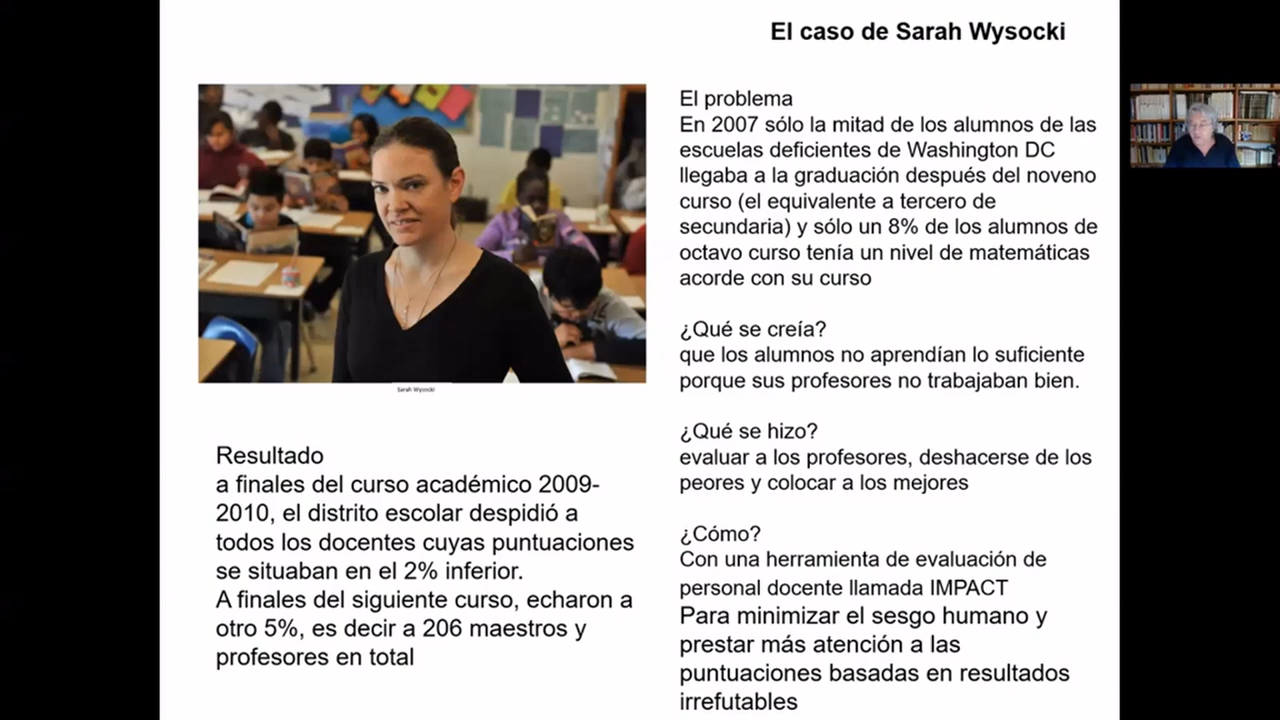 El caso de Sarah Wysocki
Sarah Wysocki
Resultado
a finales del curso académico 2009-
2010, el distrito escolar despidió a
todos los docentes cuyas puntuaciones
se situaban en el 2% inferior.
A finales del siguiente curso, echaron a
otro 5%, es decir a 206 maestros y
profesores en total
El problema
En 2007 sólo la mitad de los alumnos de las
escuelas deficientes de Washington DC
llegaba a la graduación después del noveno
curso (el equivalente a tercero de
secundaria) y sólo un 8% de los alumnos de
octavo curso tenía un nivel de matemáticas
acorde con su curso
¿Qué se creía?
que los alumnos no aprendían lo suficiente
porque sus profesores no trabajaban bien.
¿Qué se hizo?
evaluar a los profesores, deshacerse de los
peores y colocar a los mejores
¿Cómo?
Con una herramienta de evaluación de
personal docente llamada IMPACT
Para minimizar el sesgo humano y
prestar más atención a las
puntuaciones basadas en resultados
irrefutables